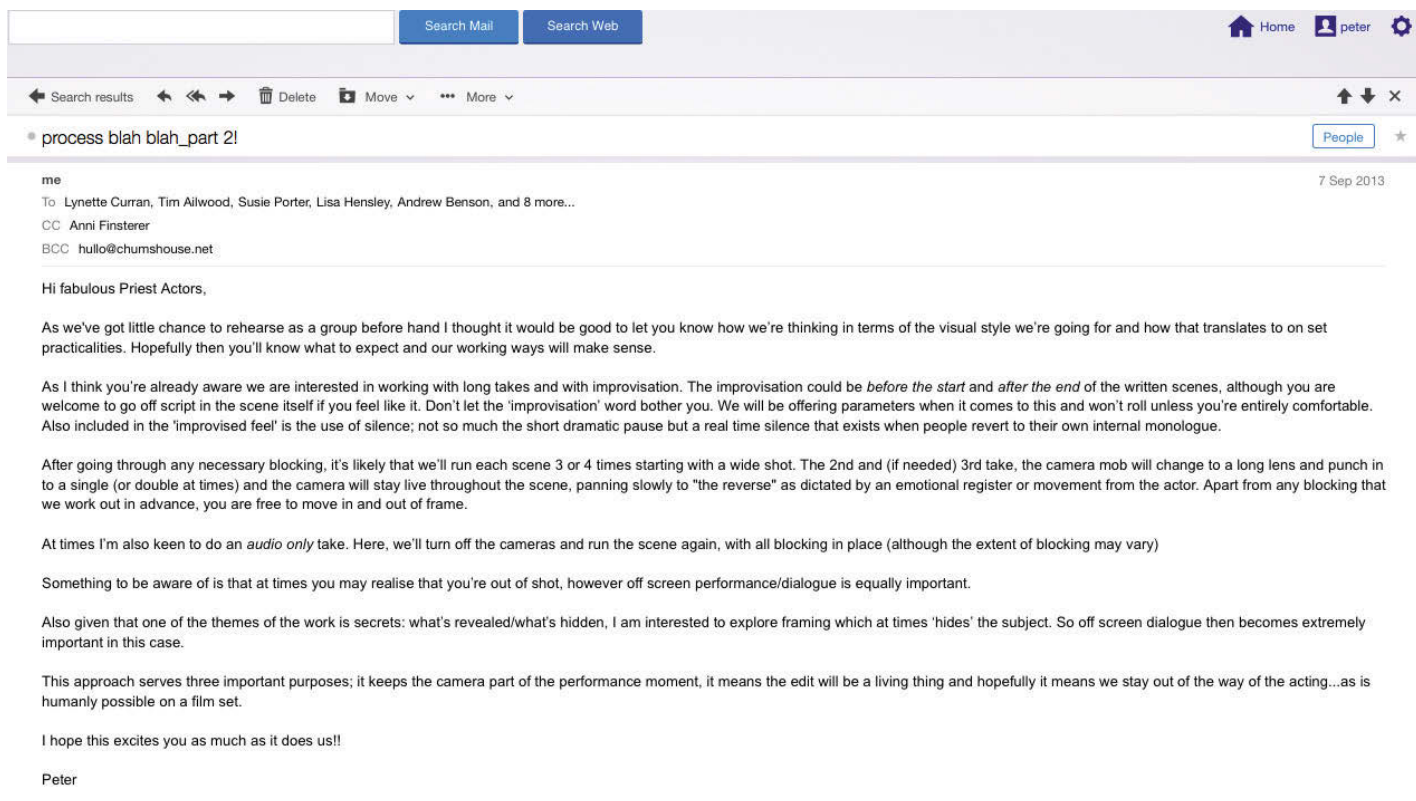 Search Mail
Search Web
Home
peter
Search results
Delete
Move
More
process blah blah_part 2!
People
me
7 Sep 2013
To Lynette Curran, Tim Ailwood, Susie Porter, Lisa Hensley, Andrew Benson, and 8 more...
CC Anni Finsterer
BCC hullo@chumshouse.net
Hi fabulous Priest Actors,
As we've got little chance to rehearse as a group before hand I thought it would be good to let you know how we're thinking in terms of the visual style we're going for and how that translates to on set
practicalities. Hopefully then you'll know what to expect and our working ways will make sense.
As I think you're already aware we are interested in working with long takes and with improvisation. The improvisation could be before the start and after the end of the written scenes, although you are
welcome to go off script in the scene itself if you feel like it. Don't let the 'improvisation' word bother you. We will be offering parameters when it comes to this and won't roll unless you're entirely comfortable.
Also included in the 'improvised feel' is the use of silence; not so much the short dramatic pause but a real time silence that exists when people revert to their own internal monologue.
After going through any necessary blocking, it's likely that we'll run each scene 3 or 4 times starting with a wide shot. The 2nd and (if needed) 3rd take, the camera mob will change to a long lens and punch in
to a single (or double at times) and the camera will stay live throughout the scene, panning slowly to "the reverse" as dictated by an emotional register or movement from the actor. Apart from any blocking that
we work out in advance, you are free to move in and out of frame.
At times I'm also keen to do an audio only take. Here, we'll turn off the cameras and run the scene again, with all blocking in place (although the extent of blocking may vary)
Something to be aware of is that at times you may realise that you're out of shot, however off screen performance/dialogue is equally important.
Also given that one of the themes of the work is secrets: what's revealed/what's hidden, I am interested to explore framing which at times 'hides' the subject. So off screen dialogue then becomes extremely
important in this case.
This approach serves three important purposes; it keeps the camera part of the performance moment, it means the edit will be a living thing and hopefully it means we stay out of the way of the acting...as is
humanly possible on a film set.
I hope this excites you as much as it does us!!
Peter